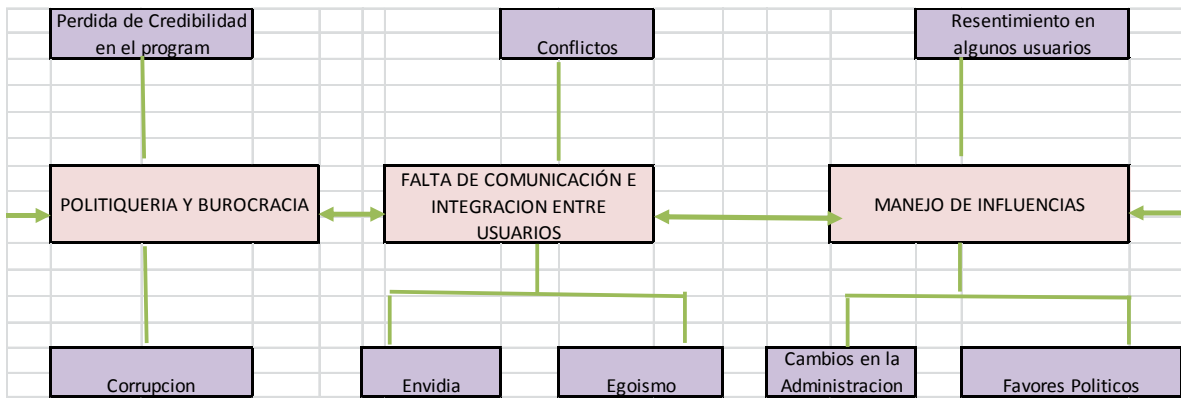 Perdida de Credibilidad
en el program
Conflictos
Resentimiento en
algunos usuarios
POLITIQUERIA Y BUROCRACIA
FALTA DE COMUNICACIÓN E
INTEGRACION ENTRE
USUARIOS
MANEJO DE INFLUENCIAS
Corrupcion
Envidia
Egoismo
Cambios en la
Administracion
Favores Politicos